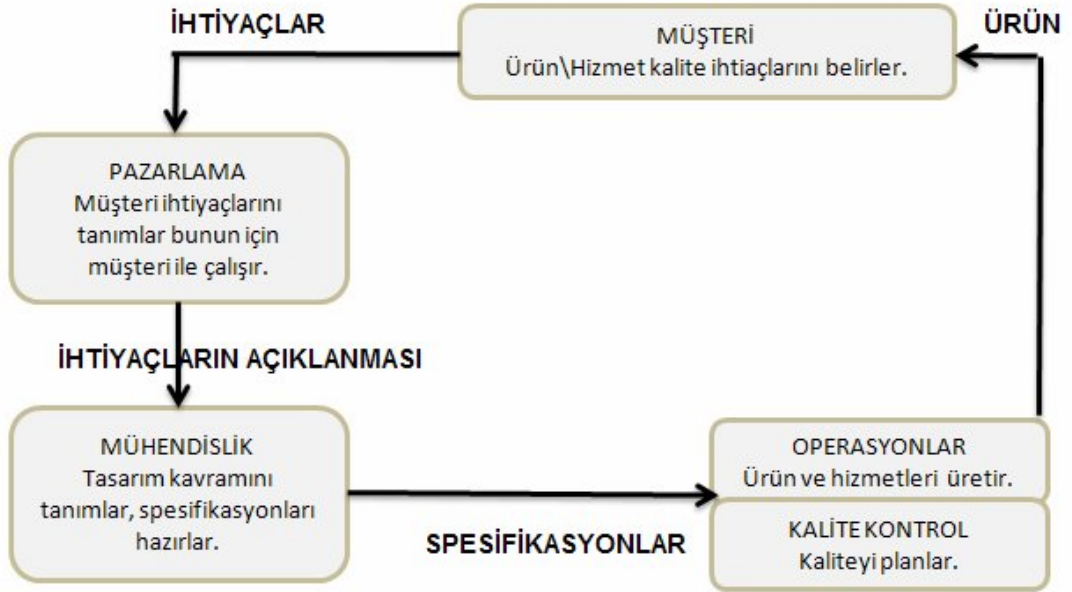 İHTİYAÇLAR
MÜŞTERİ
Ürün\Hizmet kalite ihtiaçlarını belirler.
ÜRÜN
PAZARLAMA
Müşteri ihtiyaçlarını
tanımlar bunun için
müşteri ile çalışır.
İHTİYAÇLARIN AÇIKLANMASI
MÜHENDİSLİK
Tasarım kavramını
tanımlar, spesifikasyonları
hazırlar.
SPESİFİKASYONLAR
OPERASYONLAR
Ürün ve hizmetleri üretir.
KALİTE KONTROL
Kaliteyi planlar.